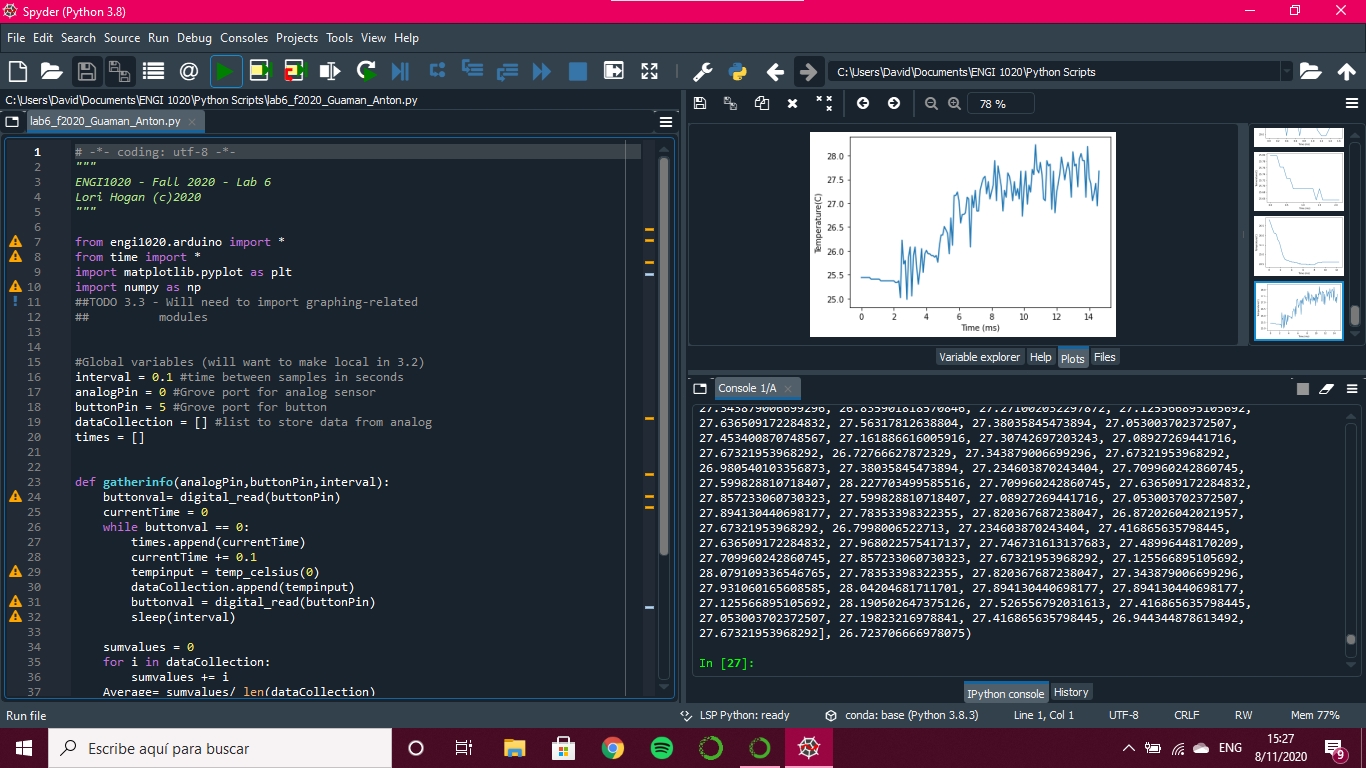 Spyder (Python 3.8)
File Edit Search Source Run Debug Consoles Projects Tools View Help
C:\Users\David\Documents\ENGI 1020\Python Scripts
C:\Users\David\Documents\ENGI 1020\Python Scripts\lab6_f2020_Guaman_Anton.py
lab6_f2020_Guaman_Anton.py
1 # -*- coding: utf-8 -*-
2 """
3 ENGI1020 - Fall 2020 - Lab 6
4 Lori Hogan (c)2020
5 """
6
7 from engi1020.arduino import *
8 from time import *
9 import matplotlib.pyplot as plt
10 import numpy as np
11 ##TODO 3.3 - Will need to import graphing-related
12 ## modules
13
14
15 #Global variables (will want to make local in 3.2)
16 interval = 0.1 #time between samples in seconds
17 analogPin = 0 #Grove port for analog sensor
18 buttonPin = 5 #Grove port for button
19 dataCollection = [] #list to store data from analog
20 times = []
21
22
23 def gatherinfo(analogPin,buttonPin,interval):
24 buttonval= digital_read(buttonPin)
25 currentTime = 0
26 while buttonval == 0:
27 times.append(currentTime)
28 currentTime += 0.1
29 tempinput = temp_celsius(0)
30 dataCollection.append(tempinput)
31 buttonval = digital_read(buttonPin)
32 sleep(interval)
33
34 sumvalues = 0
35 for i in dataCollection:
36 sumvalues += i
37 Average= sumvalues/ len(dataCollection)
78 %
28.0
27.5
27.0
26.5
26.0
25.5
25.0
Temperature(C)
0 2 4 6 8 10 12 14
Time (ms)
Variable explorer Help Plots Files
Console 1/A
27.343879006699296, 26.835901818570846, 27.271002052297872, 27.125566895105692,
27.636509172284832, 27.56317812638804, 27.38035845473894, 27.053003702372507,
27.453400870748567, 27.161886616005916, 27.30742697203243, 27.08927269441716,
27.67321953968292, 26.72766627872329, 27.343879006699296, 27.67321953968292,
26.980540103356873, 27.38035845473894, 27.234603870243404, 27.709960242860745,
27.599828810718407, 28.227703499585516, 27.709960242860745, 27.636509172284832,
27.857233060730323, 27.599828810718407, 27.08927269441716, 27.053003702372507,
27.894130440698177, 27.78353398322355, 27.820367687238047, 26.872026042021957,
27.67321953968292, 26.7998006522713, 27.234603870243404, 27.416865635798445,
27.636509172284832, 27.968022575417137, 27.746731613137683, 27.48996448170209,
27.709960242860745, 27.857233060730323, 27.67321953968292, 27.125566895105692,
28.079109336546765, 27.78353398322355, 27.820367687238047, 27.343879006699296,
27.931060165608585, 28.04204681711701, 27.894130440698177, 27.894130440698177,
27.125566895105692, 28.190502647375126, 27.526556792031613, 27.416865635798445,
27.053003702372507, 27.19823216978841, 27.416865635798445, 26.944344878613492,
27.67321953968292], 26.723706666978075)
In [27]:
IPython console History
Run file
LSP Python: ready conda: base (Python 3.8.3) Line 1, Col 1 UTF-8 CRLF RW Mem 77%
Escribe aquí para buscar
ENG
15:27
8/11/2020
9